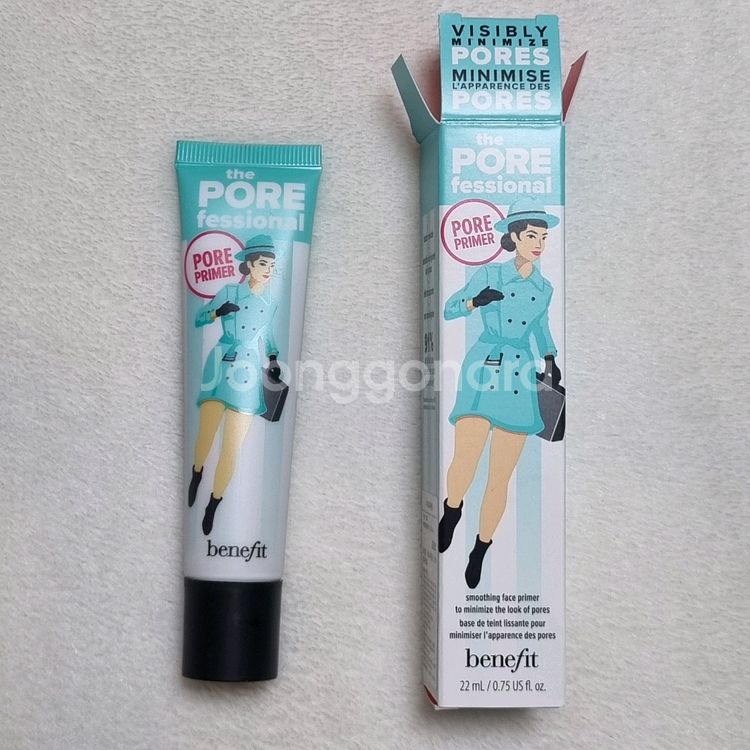 the
PORE
fessional
PORE
PRIMER
benefit
VISIBLY
MINIMIZE
PORES
MINIMISE
L'APPARENCE DES
PORES
the
PORE
fessional
PORE
PRIMER
91%
smoothing face primer
to minimize the look of pores
base de teint lissante pour
minimiser l'apparence des pores
benefit
22 mL / 0.75 US fl. oz.
Joonggonara